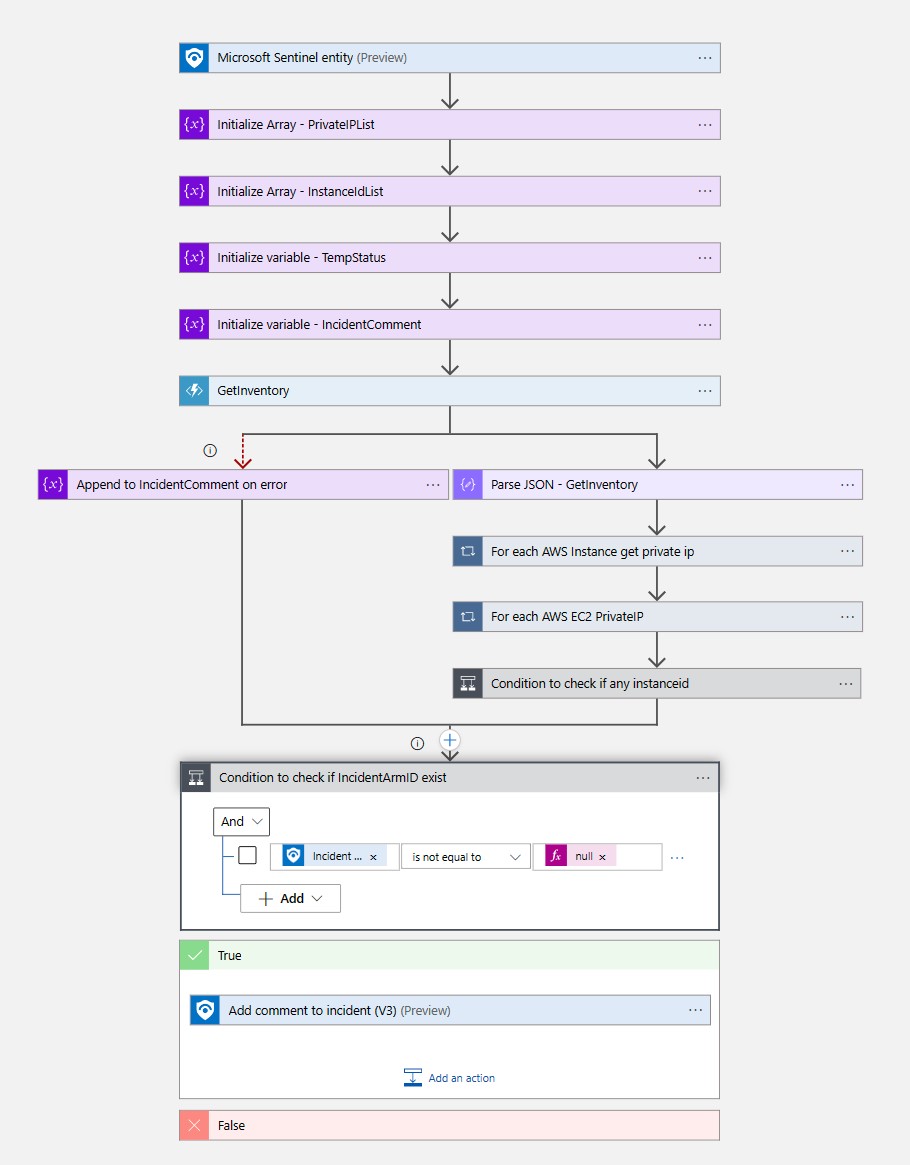 Microsoft Sentinel entity (Preview)
Initialize Array - PrivateIPList
Initialize Array - InstanceIdList
Initialize variable - TempStatus
Initialize variable - IncidentComment
GetInventory
Append to IncidentComment on error
Parse JSON - GetInventory
For each AWS Instance get private ip
For each AWS EC2 PrivateIP
Condition to check if any instanceid
Condition to check if IncidentArmID exist
And
Incident ... × is not equal to fx null ×
+ Add
True
Add comment to incident (V3) (Preview)
Add an action
False